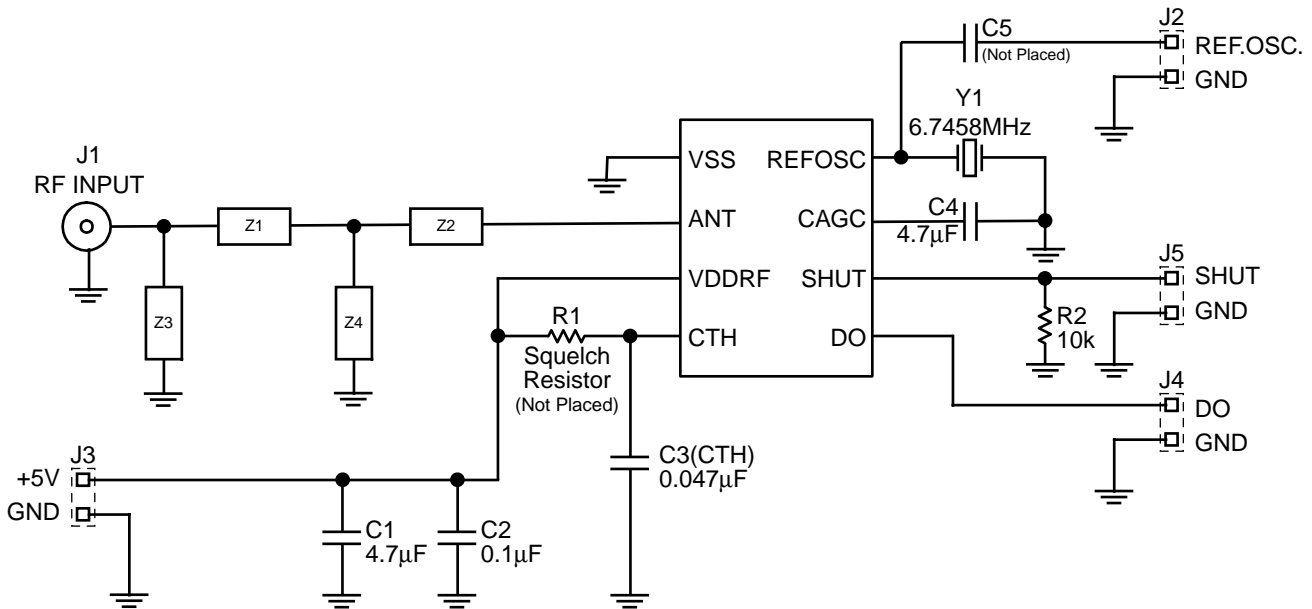 J2
C5
(Not Placed)
REF.OSC.
GND
Y1
6.7458MHz
J1
RF INPUT
VSS
REFOSC
Z1
Z2
ANT
CAGC
C4
4.7μF
Z3
Z4
VDDRF
SHUT
J5
SHUT
GND
R1
Squelch
Resistor
(Not Placed)
CTH
DO
R2
10k
J4
DO
GND
J3
+5V
GND
C3(CTH)
0.047μF
C1
4.7μF
C2
0.1μF